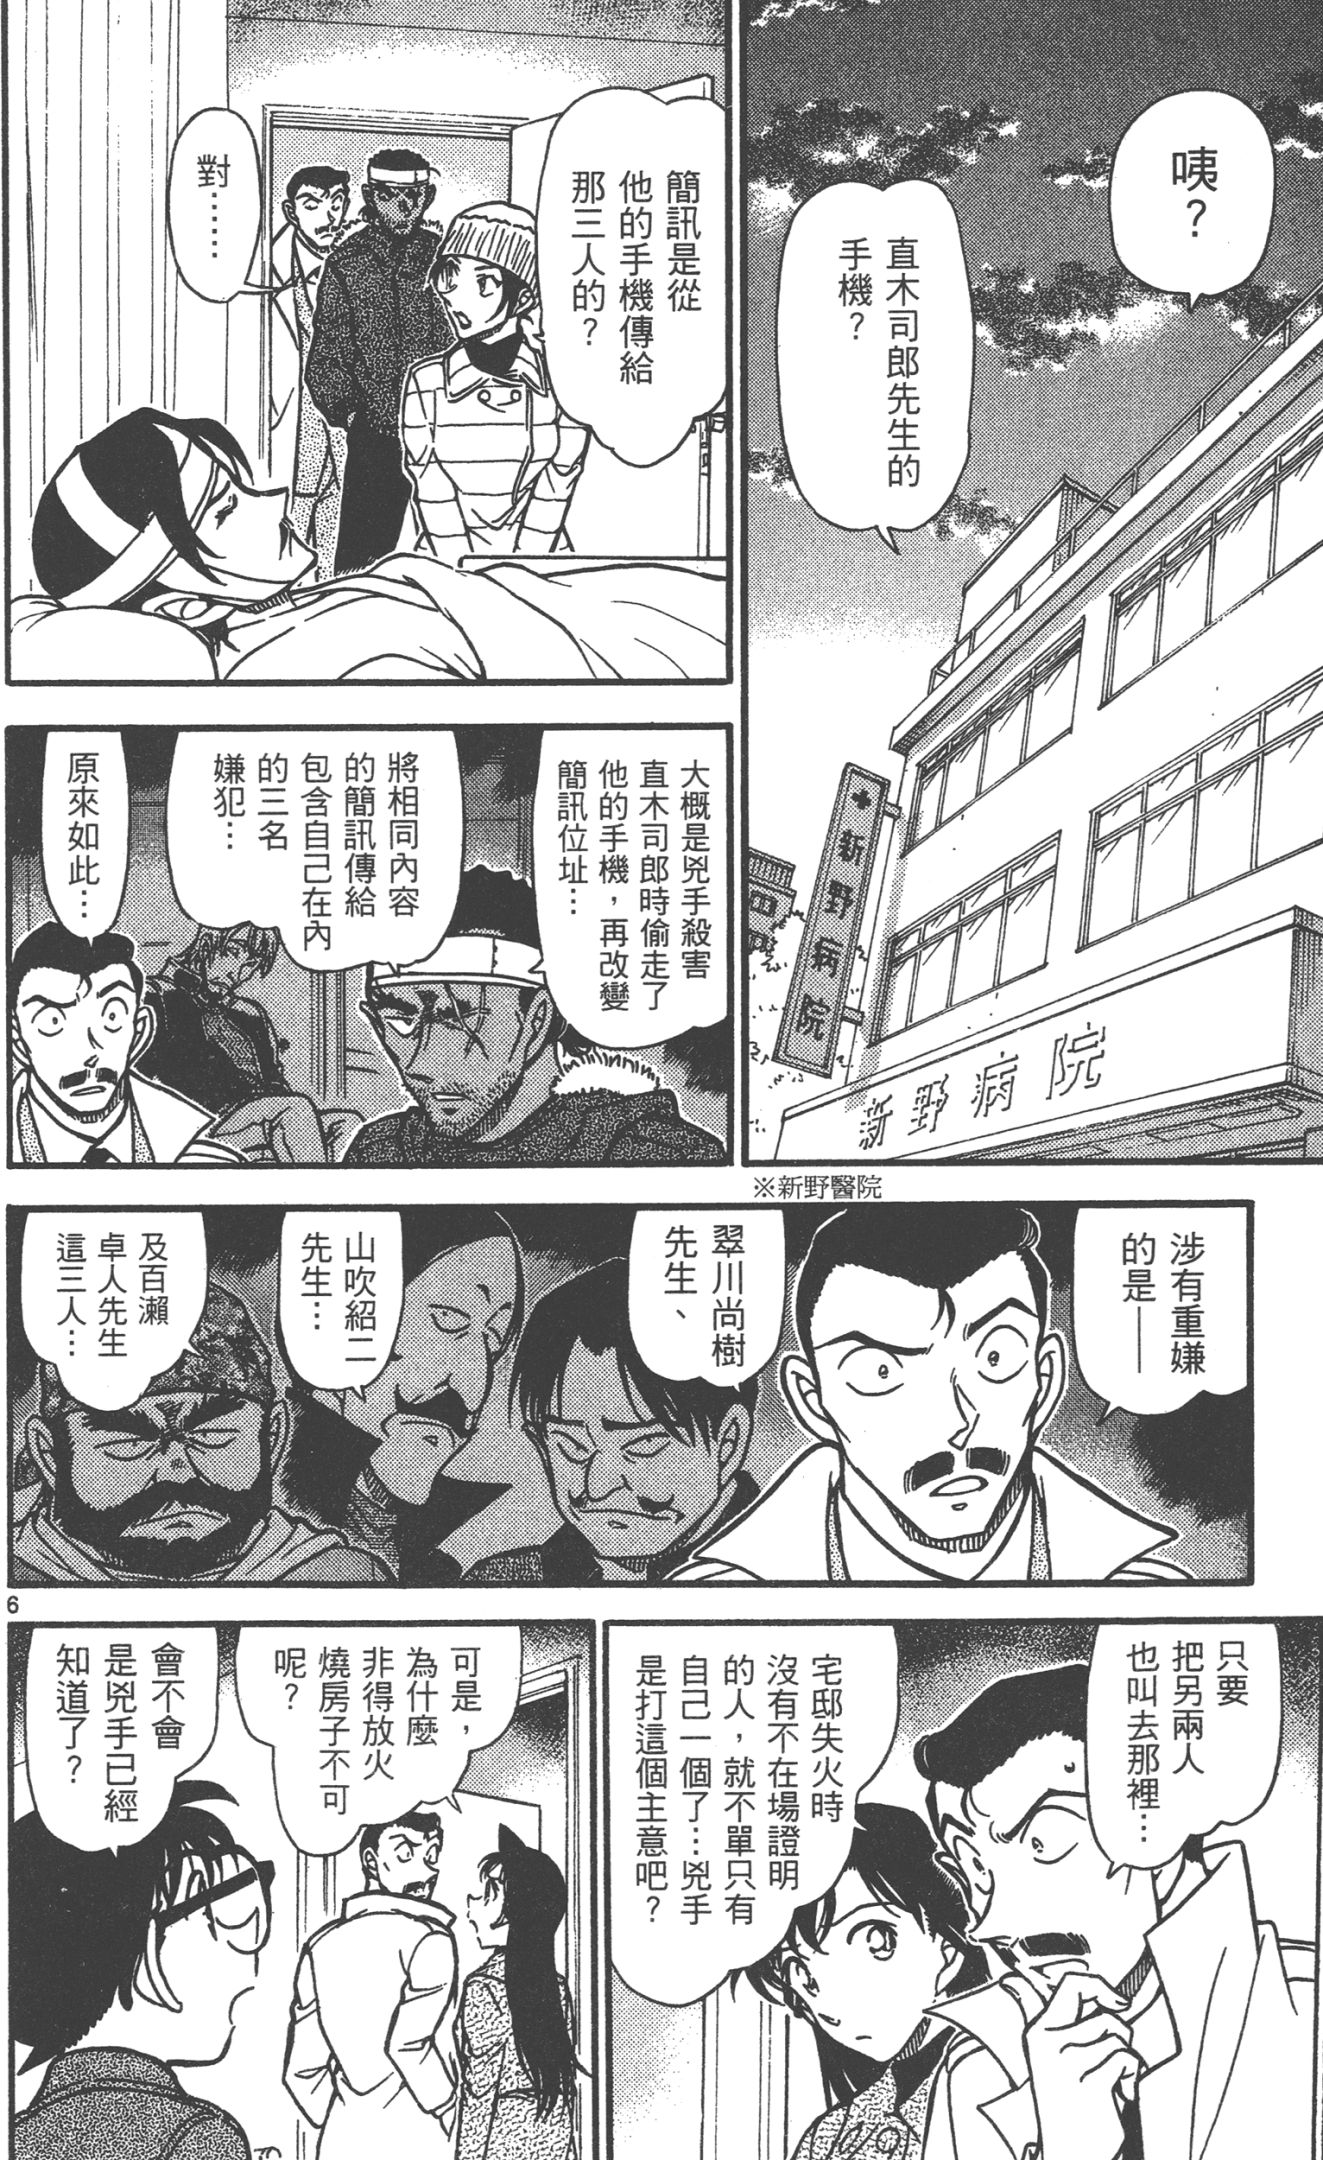 咦？
直木司郎先生的
手機？
新野病院
新野病院
※新野醫院
簡訊是從
他的手機傳給
那三人的？
對……
大概是兇手殺害
直木司郎時偷走了
他的手機，再改變
簡訊位址…
將相同內容
的簡訊傳給
包含自己在內
的三名
嫌犯…
原來如此…
涉有重嫌
的是——
翠川尚樹
先生、
山吹紹二
先生…
及百瀨
卓人先生
這三人…
只要
把另兩人
也叫去那裡…
宅邸失火時
沒有不在場證明
的人，就不單只有
自己一個了…兇手
是打這個主意吧？
可是，
為什麼
非得放火
燒房子不可
呢？
會不會
是兇手已經
知道了？
6